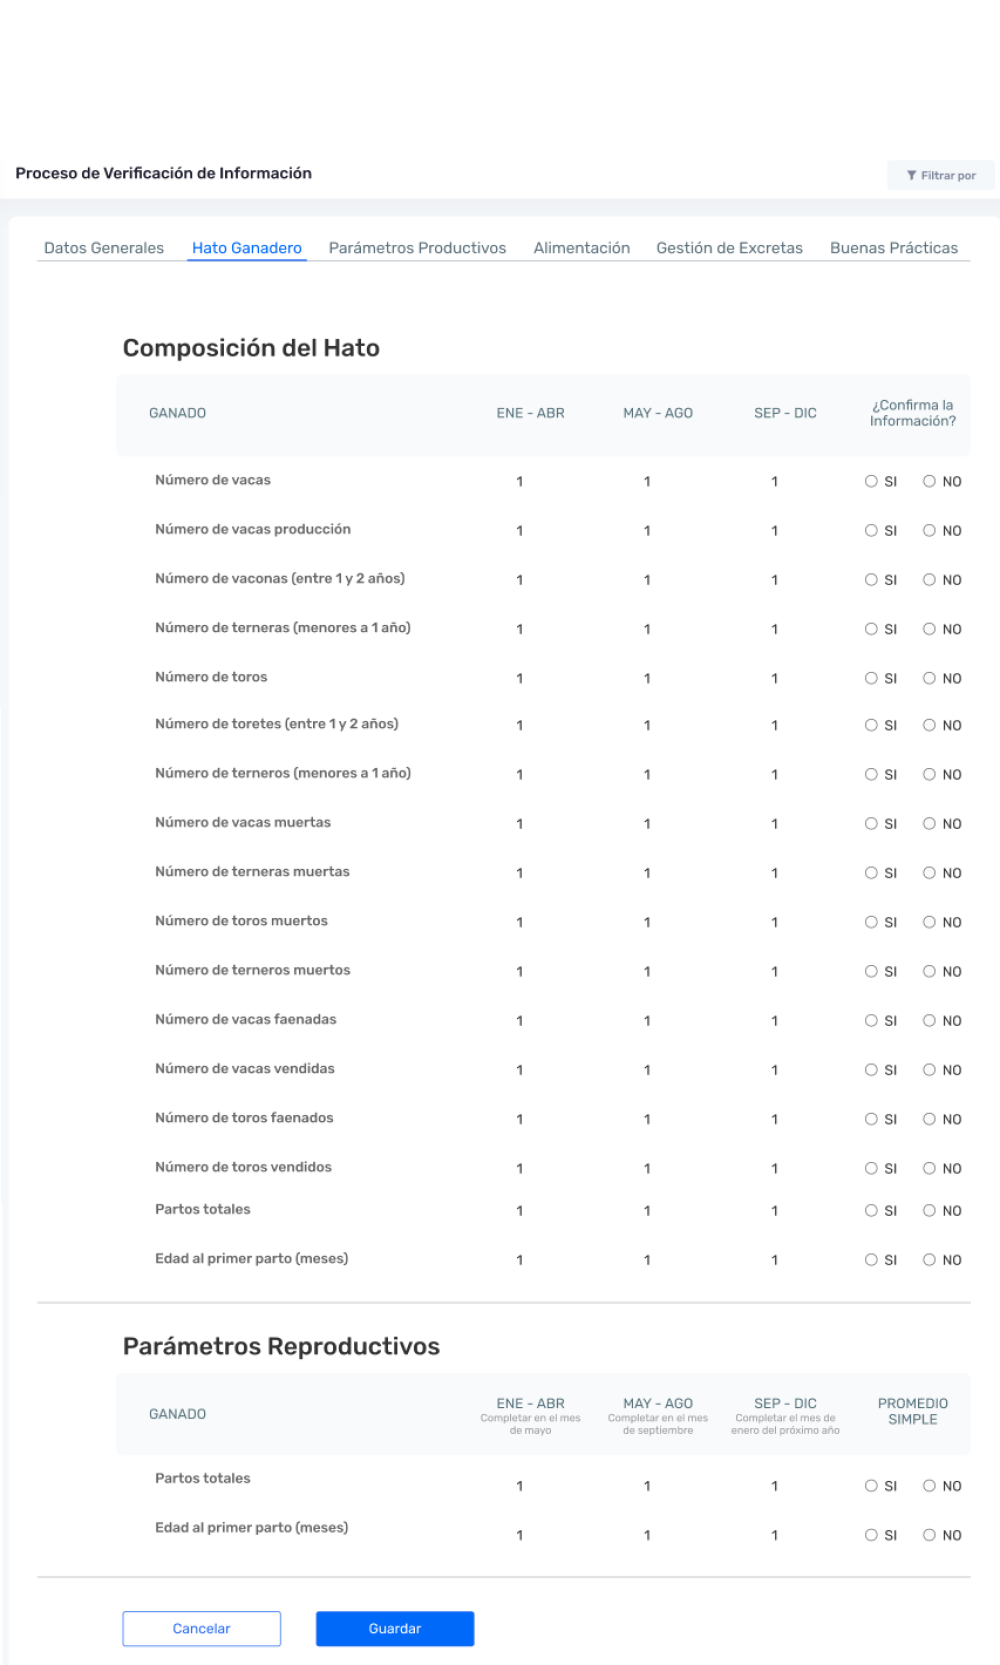 Proceso de Verificación de Información
Filtrar por
Datos Generales Hato Ganadero Parámetros Productivos Alimentación Gestión de Excretas Buenas Prácticas
Composición del Hato
GANADO ENE - ABR MAY - AGO SEP - DIC ¿Confirma la
Información?
Número de vacas 1 1 1 SI NO
Número de vacas producción 1 1 1 SI NO
Número de vaconas (entre 1 y 2 años) 1 1 1 SI NO
Número de terneras (menores a 1 año) 1 1 1 SI NO
Número de toros 1 1 1 SI NO
Número de toretes (entre 1 y 2 años) 1 1 1 SI NO
Número de terneros (menores a 1 año) 1 1 1 SI NO
Número de vacas muertas 1 1 1 SI NO
Número de terneras muertas 1 1 1 SI NO
Número de toros muertos 1 1 1 SI NO
Número de terneros muertos 1 1 1 SI NO
Número de vacas faenadas 1 1 1 SI NO
Número de vacas vendidas 1 1 1 SI NO
Número de toros faenados 1 1 1 SI NO
Número de toros vendidos 1 1 1 SI NO
Partos totales 1 1 1 SI NO
Edad al primer parto (meses) 1 1 1 SI NO
Parámetros Reproductivos
GANADO ENE - ABR MAY - AGO SEP - DIC PROMEDIO
SIMPLE
Completar en el mes Completar en el mes Completar el mes de
de mayo de septiembre enero del próximo año
Partos totales 1 1 1 SI NO
Edad al primer parto (meses) 1 1 1 SI NO
Cancelar Guardar